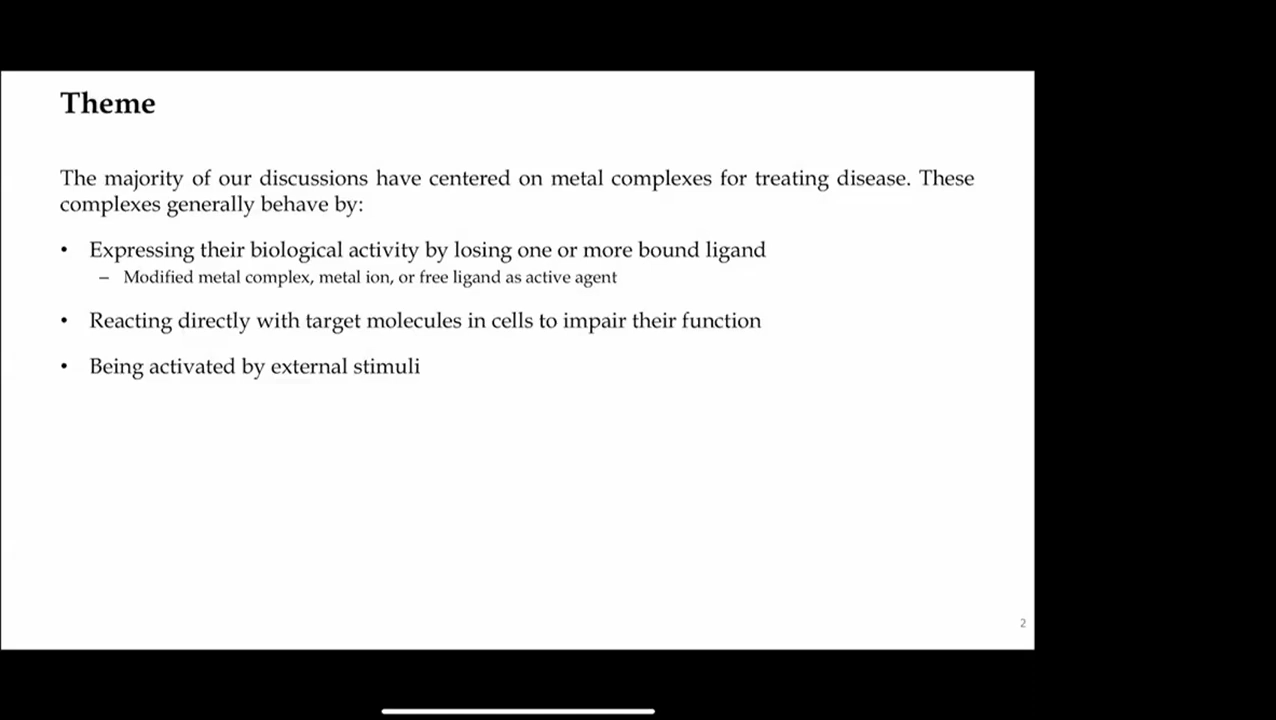 Theme
The majority of our discussions have centered on metal complexes for treating disease. These
complexes generally behave by:
• Expressing their biological activity by losing one or more bound ligand
– Modified metal complex, metal ion, or free ligand as active agent
• Reacting directly with target molecules in cells to impair their function
• Being activated by external stimuli
2